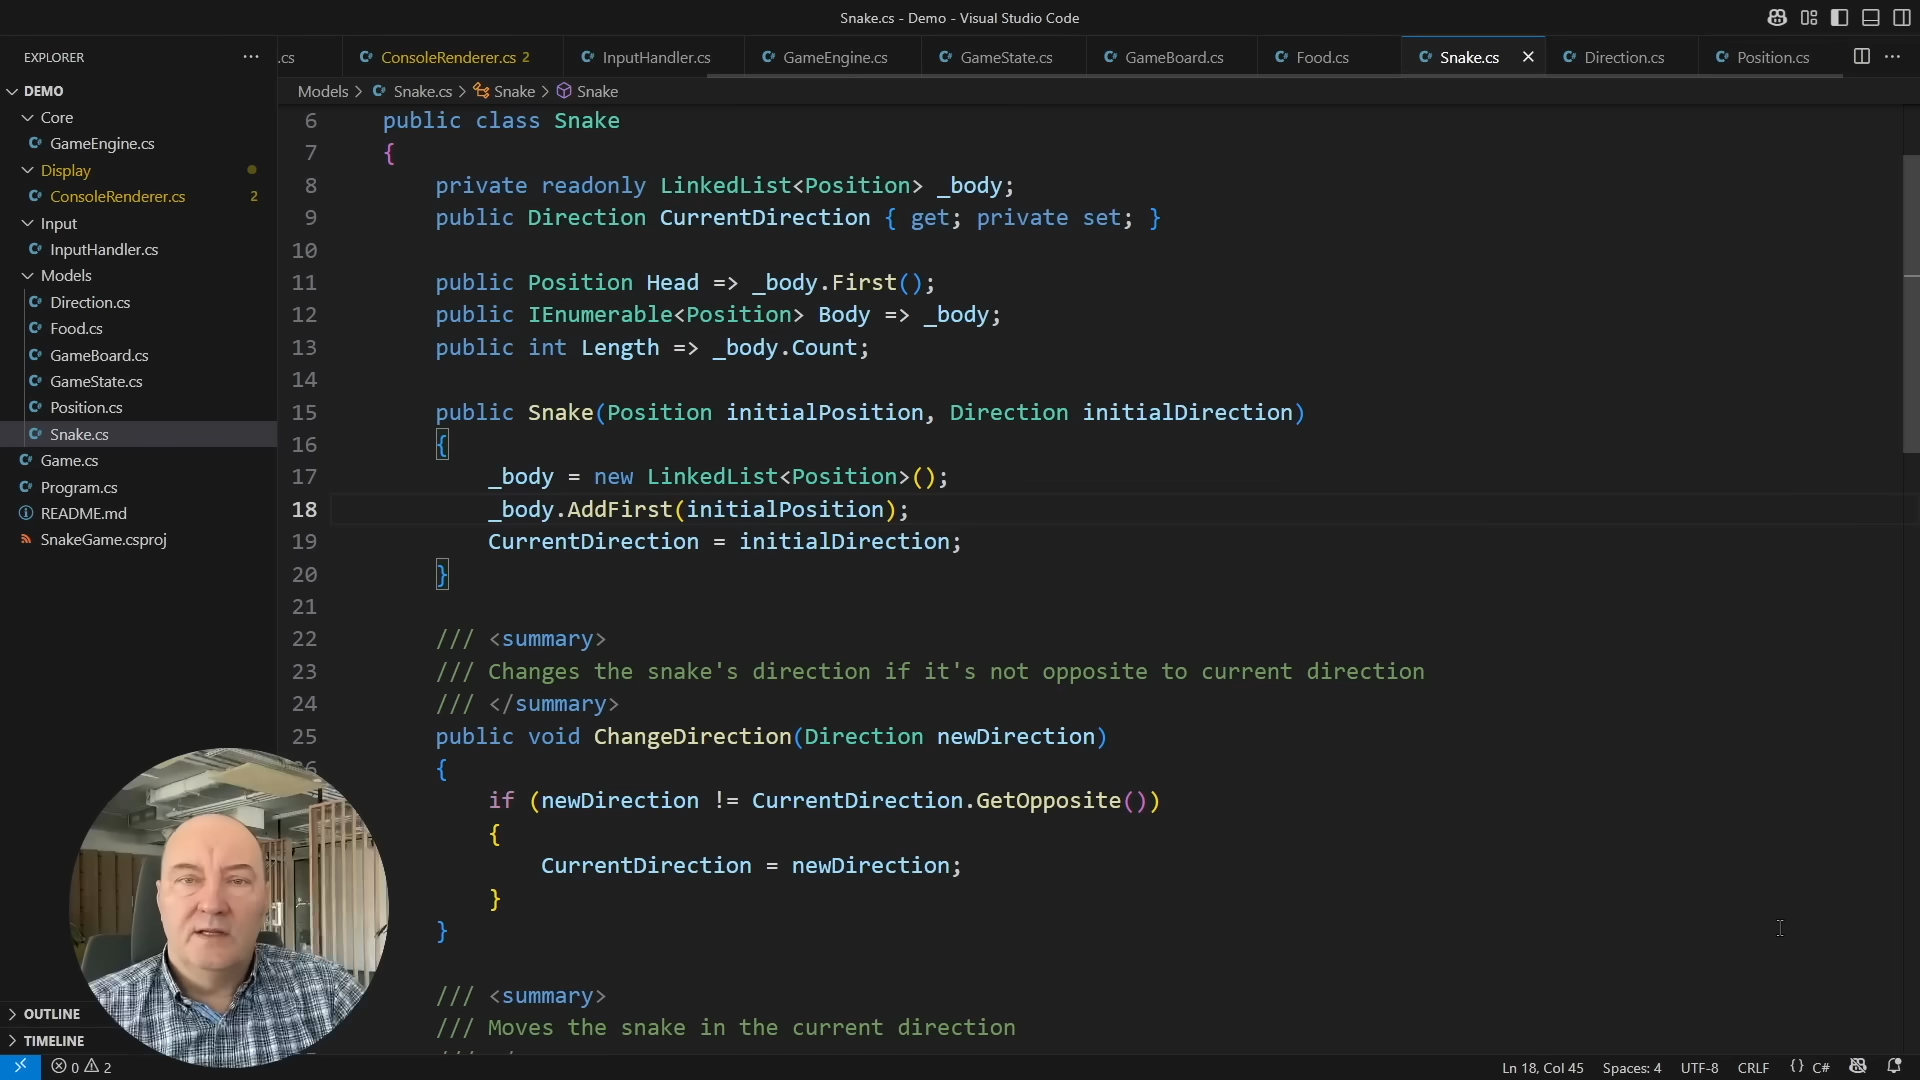 Snake.cs - Demo - Visual Studio Code
EXPLORER
.cs
ConsoleRenderer.cs 2
InputHandler.cs
GameEngine.cs
GameState.cs
GameBoard.cs
Food.cs
Snake.cs
Direction.cs
Position.cs
Models > Snake.cs > Snake > Snake
DEMO
Core
GameEngine.cs
Display
ConsoleRenderer.cs 2
Input
InputHandler.cs
Models
Direction.cs
Food.cs
GameBoard.cs
GameState.cs
Position.cs
Snake.cs
Game.cs
Program.cs
README.md
SnakeGame.csproj
OUTLINE
TIMELINE
6 public class Snake
7 {
8 private readonly LinkedList<Position> _body;
9 public Direction CurrentDirection { get; private set; }
10
11 public Position Head => _body.First();
12 public IEnumerable<Position> Body => _body;
13 public int Length => _body.Count;
14
15 public Snake(Position initialPosition, Direction initialDirection)
16 {
17 _body = new LinkedList<Position>();
18 _body.AddFirst(initialPosition);
19 CurrentDirection = initialDirection;
20 }
21
22 /// <summary>
23 /// Changes the snake's direction if it's not opposite to current direction
24 /// </summary>
25 public void ChangeDirection(Direction newDirection)
{
if (newDirection != CurrentDirection.GetOpposite())
{
CurrentDirection = newDirection;
}
}
/// <summary>
/// Moves the snake in the current direction
0 2
Ln 18, Col 45
Spaces: 4
UTF-8
CRLF
{} C#